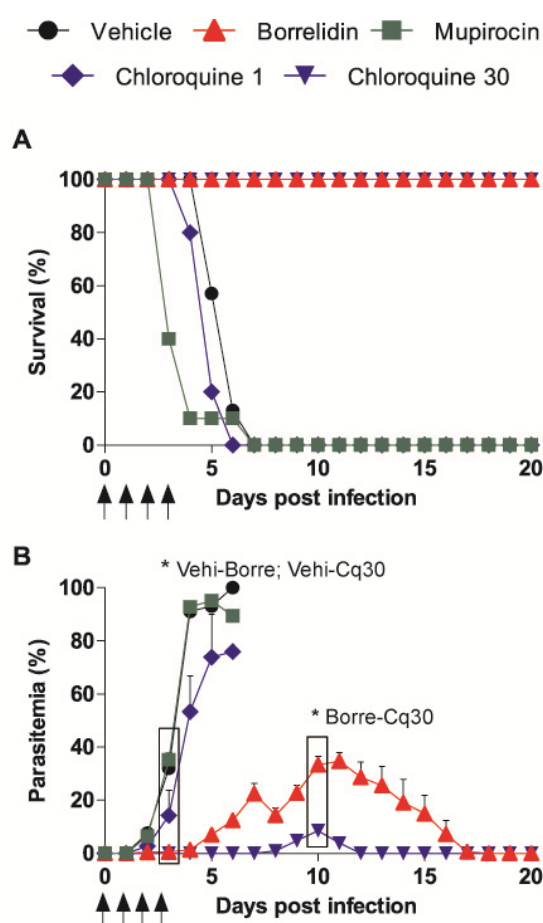 Vehicle Borrelidin Mupirocin
Chloroquine 1 Chloroquine 30
A
100
80
60
40
20
0
Survival (%)
0 5 10 15 20
Days post infection
B
* Vehi-Borre; Vehi-Cq30
100
80
60
40
20
0
Parasitemia (%)
* Borre-Cq30
0 5 10 15 20
Days post infection